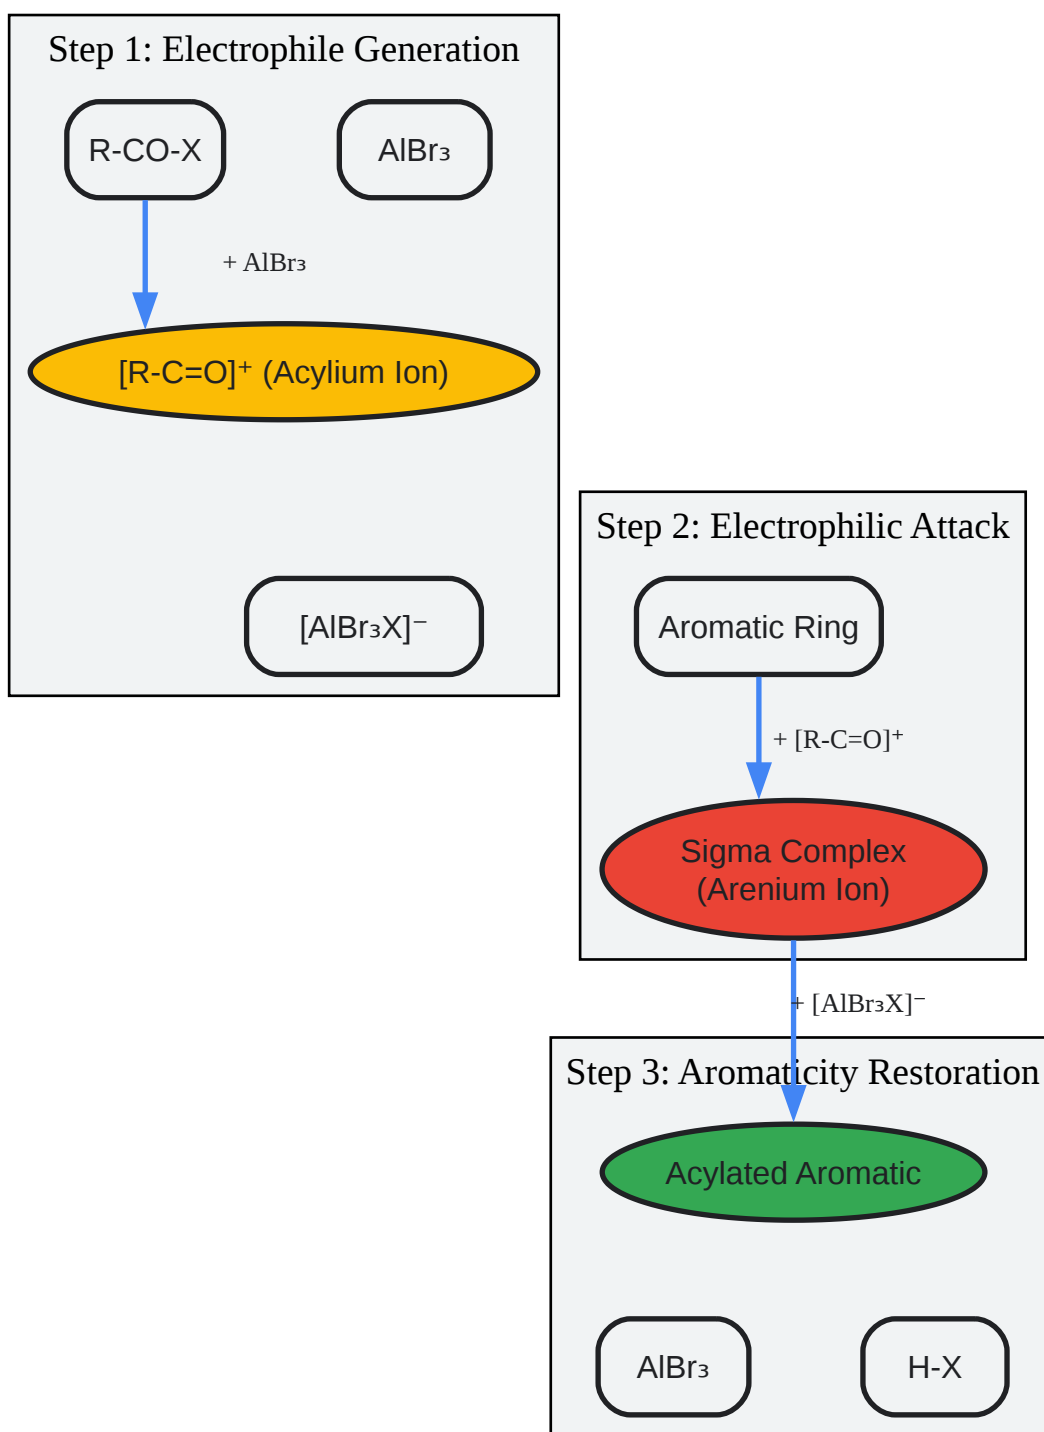 Step 1: Electrophile Generation
R-CO-X
AlBr₃
+ AlBr₃
[R-C=O]⁺ (Acylium Ion)
[AlBr₃X]⁻
Step 2: Electrophilic Attack
Aromatic Ring
+ [R-C=O]⁺
Sigma Complex
(Arenium Ion)
+ [AlBr₃X]⁻
Step 3: Aromaticity Restoration
Acylated Aromatic
AlBr₃
H-X